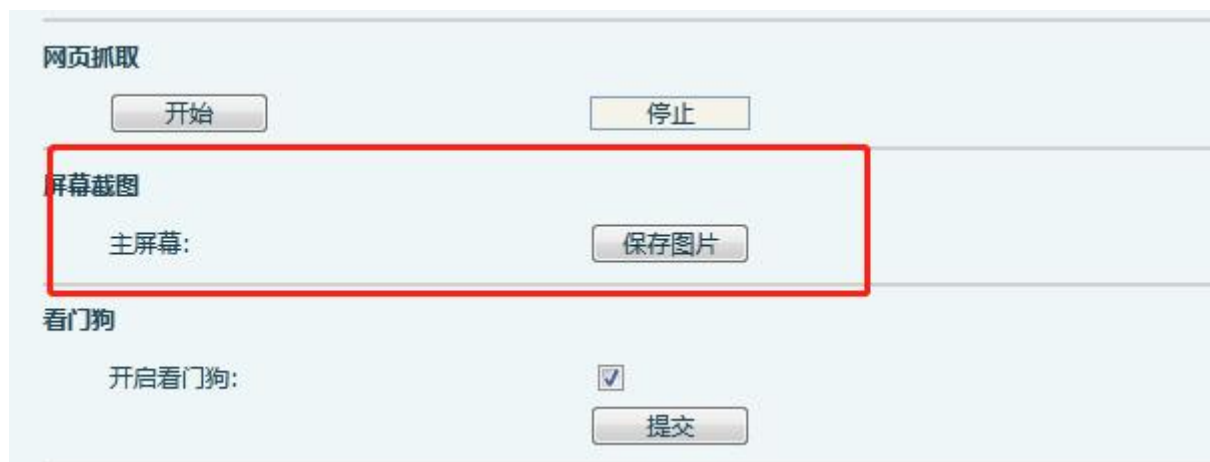 网页抓取
开始 停止
屏幕截图
主屏幕: 保存图片
看门狗
开启看门狗:
提交